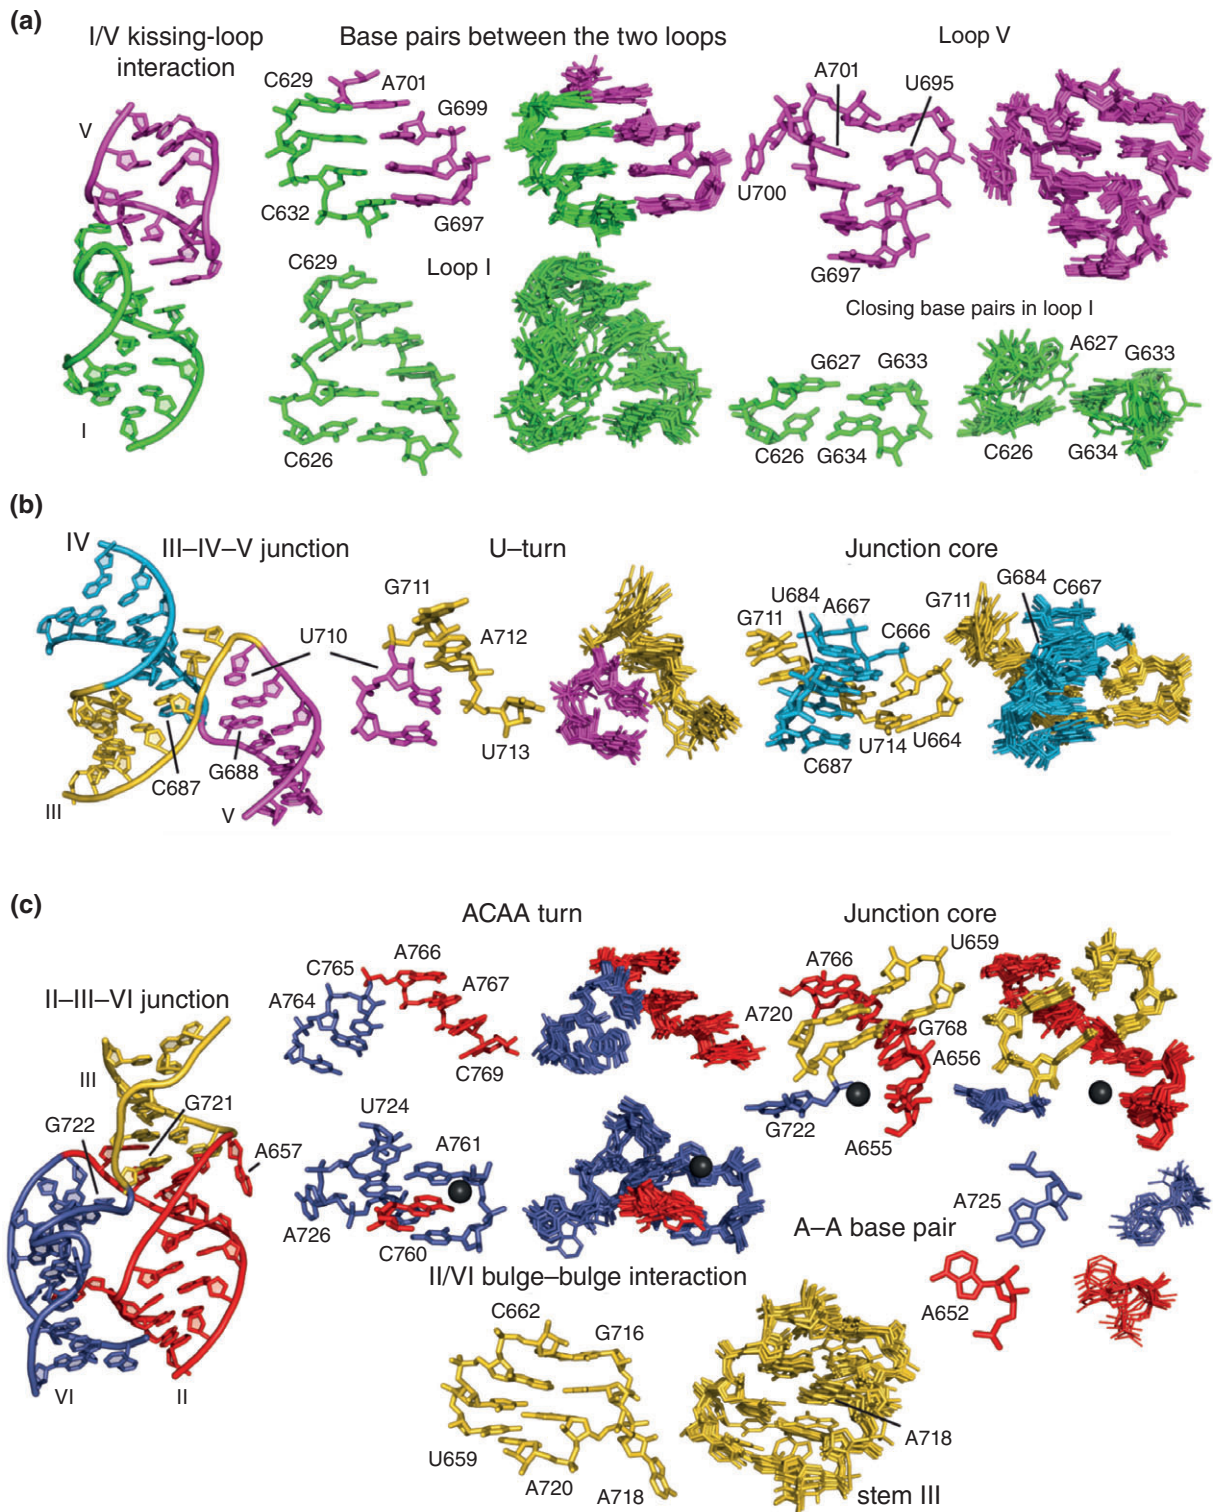 (a)
I/V kissing-loop
interaction
V
I
Base pairs between the two loops
C629
A701
G699
C632
G697
Loop V
A701
U695
U700
G697
C629
Loop I
C626
Closing base pairs in loop I
G627
G633
C626
G634
A627
G633
C626
G634
(b)
IV
III–IV–V junction
U710
C687
G688
III
V
U–turn
G711
A712
U713
Junction core
G711
U684
A667
C666
U714
U664
C687
G711
G684
C667
(c)
II–III–VI junction
III
G722
G721
A657
VI
II
ACAA turn
C765
A766
A764
A767
C769
Junction core
A766
U659
A720
G768
A656
G722
A655
U724
A761
A726
C760
II/VI bulge–bulge interaction
A–A base pair
A725
A652
C662
G716
U659
A720
A718
A718
stem III